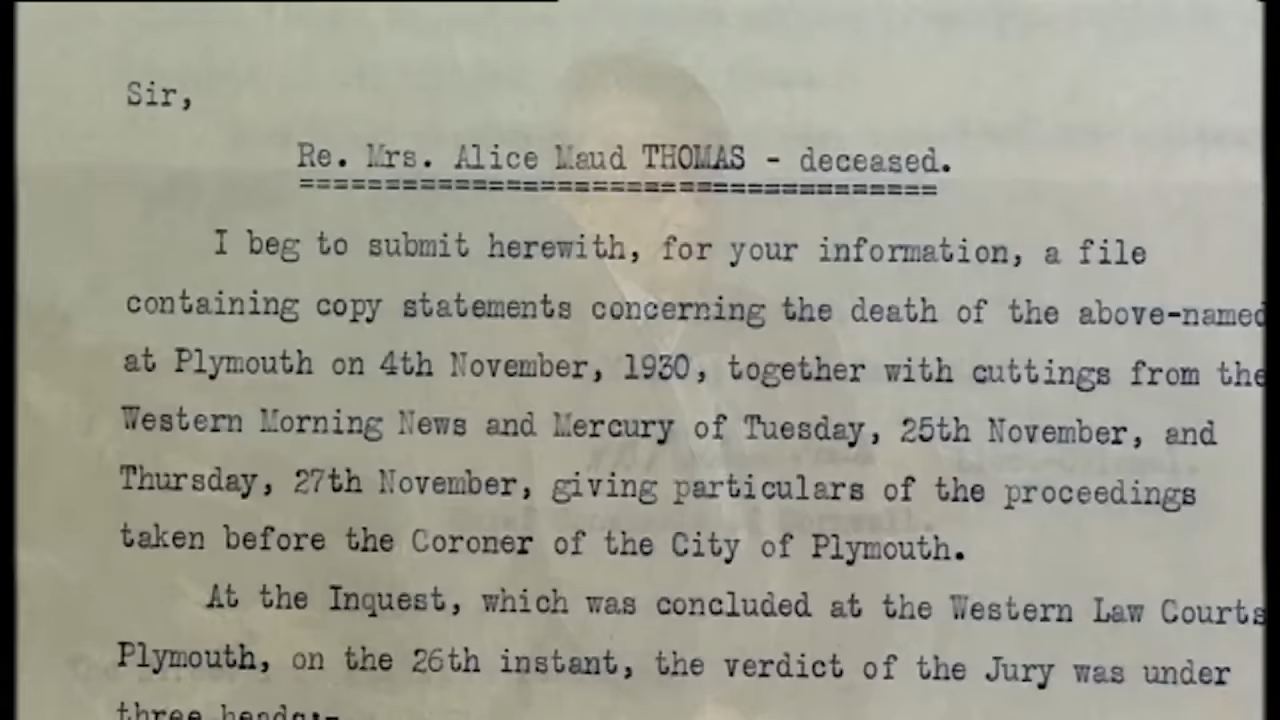 Sir,
Re. Mrs. Alice Maud THOMAS - deceased.
I beg to submit herewith, for your information, a file
containing copy statements concerning the death of the above-named
at Plymouth on 4th November, 1930, together with cuttings from the
Western Morning News and Mercury of Tuesday, 25th November, and
Thursday, 27th November, giving particulars of the proceedings
taken before the Coroner of the City of Plymouth.
At the Inquest, which was concluded at the Western Law Courts
Plymouth, on the 26th instant, the verdict of the Jury was under
three heads:-